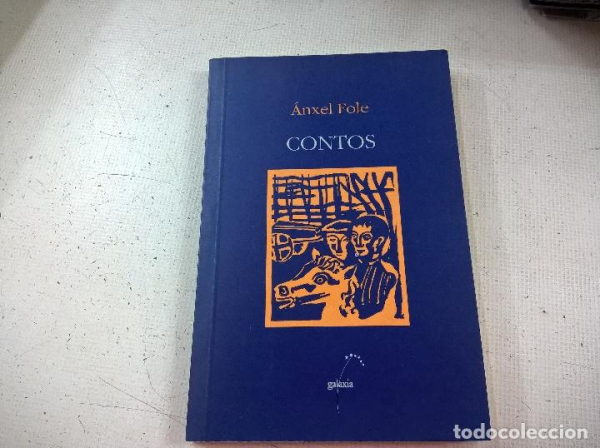 Ánxel Fole
CONTOS
galaxia
todocoleccion